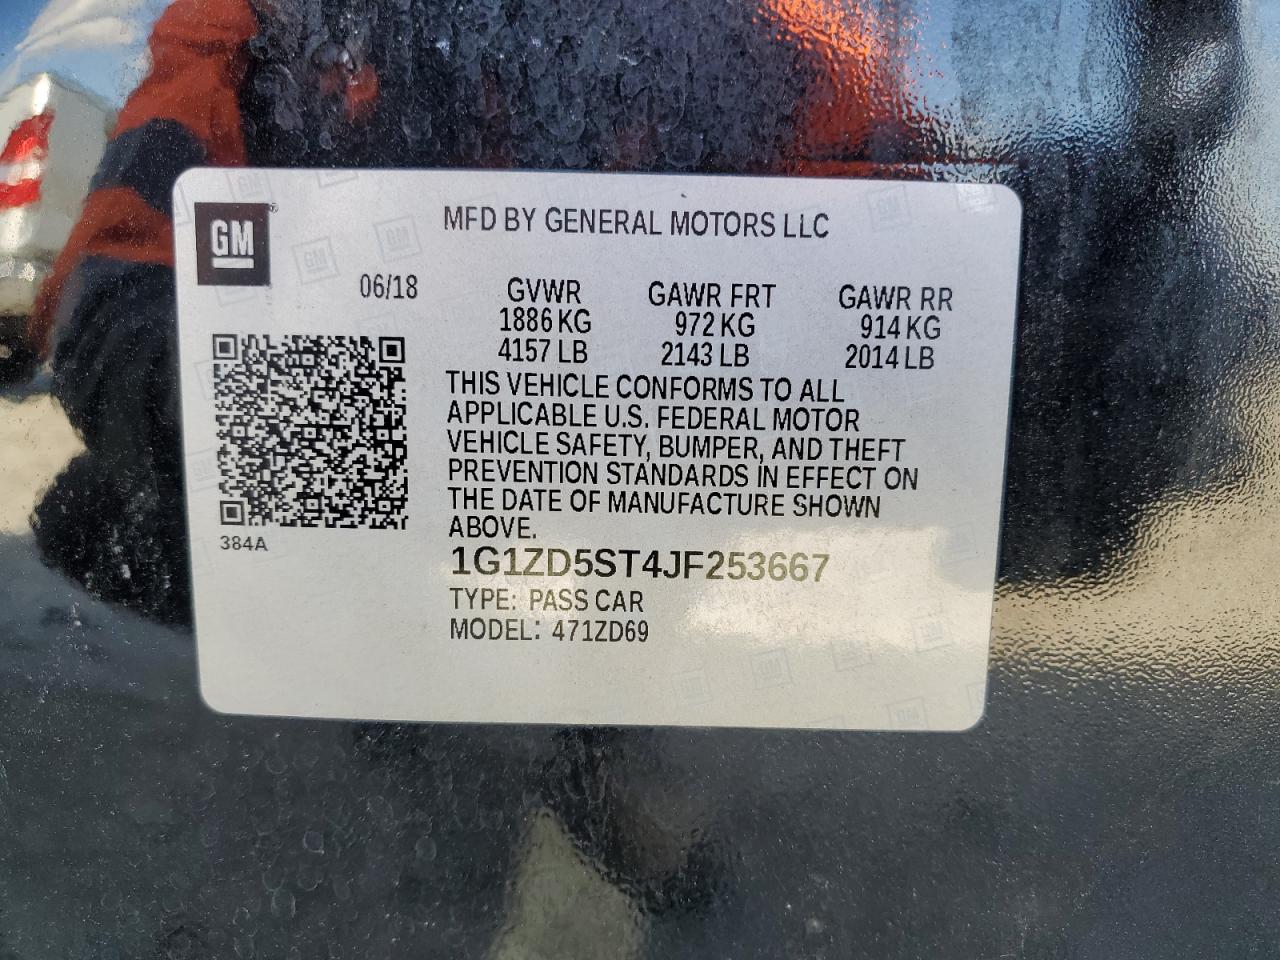 GM
MFD BY GENERAL MOTORS LLC
06/18
GVWR GAWR FRT GAWR RR
1886 KG 972 KG 914 KG
4157 LB 2143 LB 2014 LB
THIS VEHICLE CONFORMS TO ALL
APPLICABLE U.S. FEDERAL MOTOR
VEHICLE SAFETY, BUMPER, AND THEFT
PREVENTION STANDARDS IN EFFECT ON
THE DATE OF MANUFACTURE SHOWN
ABOVE.
384A
1G1ZD5ST4JF253667
TYPE: PASS CAR
MODEL: 471ZD69